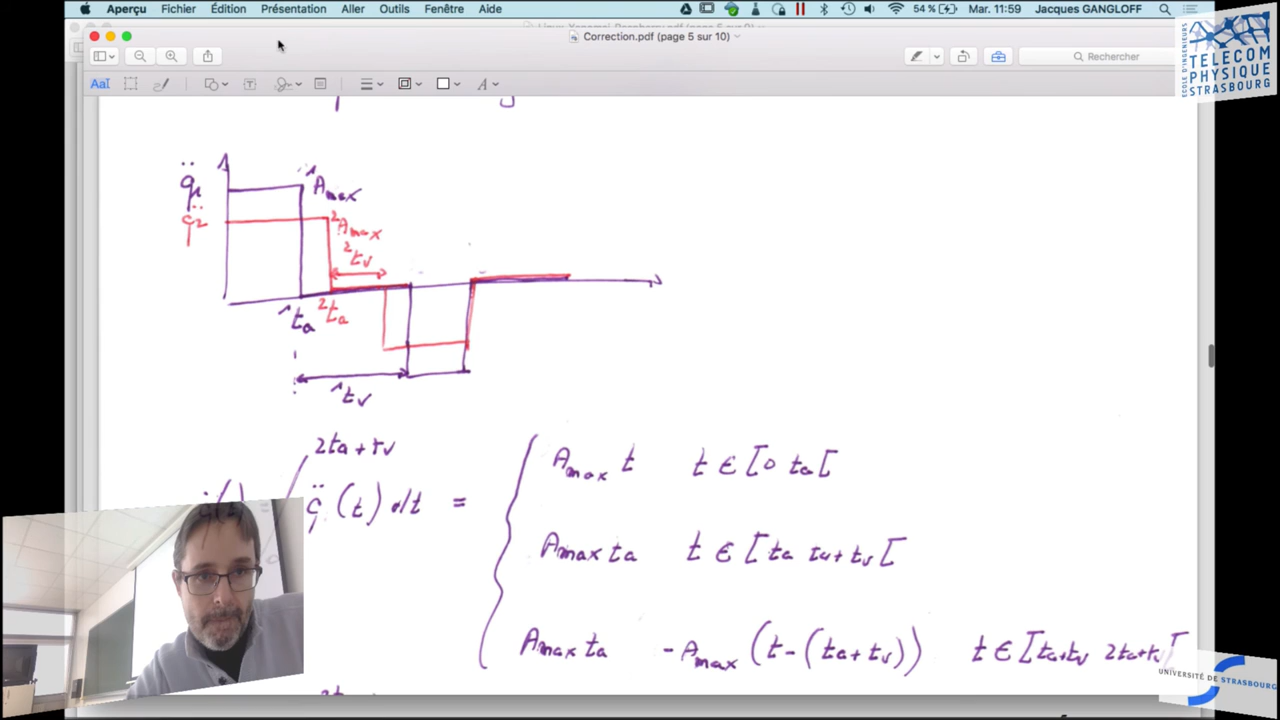 Aperçu Fichier Édition Présentation Aller Outils Fenêtre Aide 54 % Mar. 11:59 Jacques GANGLOFF
Correction.pdf (page 5 sur 10)
Rechercher
AaI
ÉCOLE D'INGÉNIEURS
TELECOM
PHYSIQUE
STRASBOURG
q̈₁ ¹Amax
q̈₂ ²Amax
²tv
¹ta ²ta
¹tv
2ta+tv
q̈(t) dt =
Amax t t ∈ [0 ta[
Amax ta t ∈ [ta ta+tv[
Amax ta - Amax (t-(ta+tv)) t ∈ [ta+tv 2ta+tv[
UNIVERSITÉ DE STRASBOURG